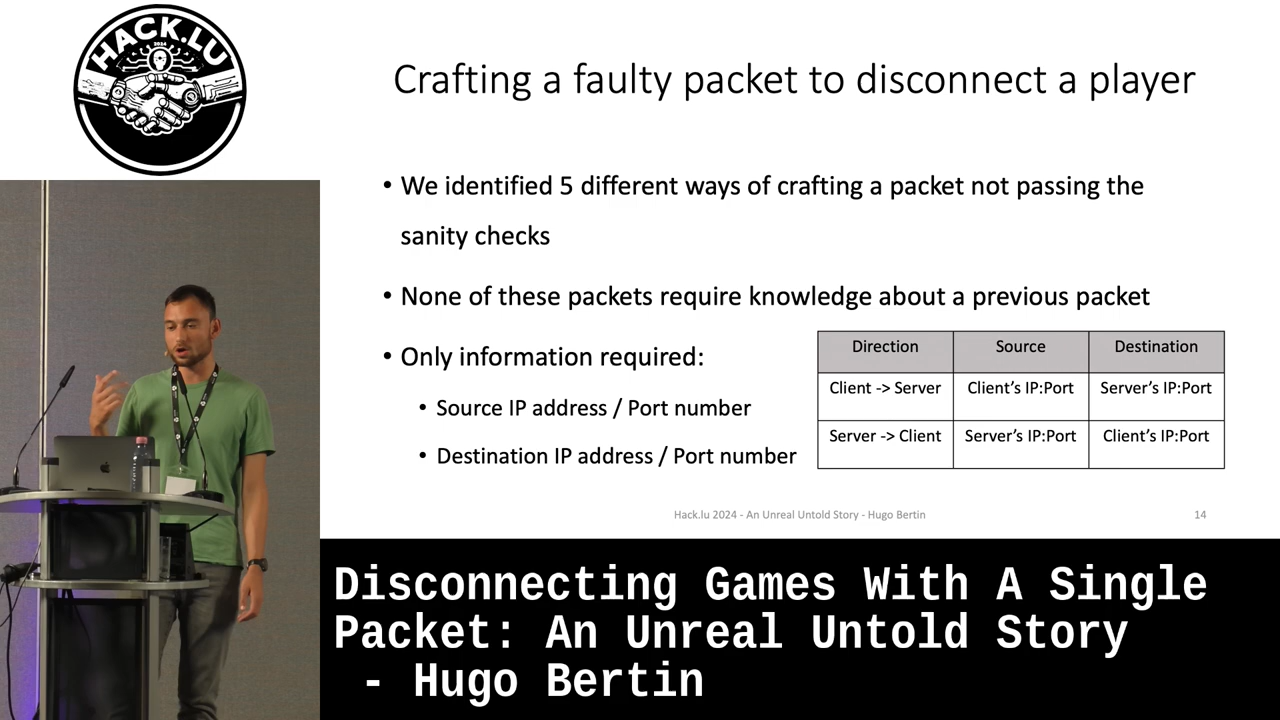 HACK.LU
2024
Crafting a faulty packet to disconnect a player
• We identified 5 different ways of crafting a packet not passing the
sanity checks
• None of these packets require knowledge about a previous packet
• Only information required:
• Source IP address / Port number
• Destination IP address / Port number
Direction Source Destination
Client -> Server Client's IP:Port Server's IP:Port
Server -> Client Server's IP:Port Client's IP:Port
Hack.lu 2024 - An Unreal Untold Story - Hugo Bertin 14
Disconnecting Games With A Single
Packet: An Unreal Untold Story
- Hugo Bertin